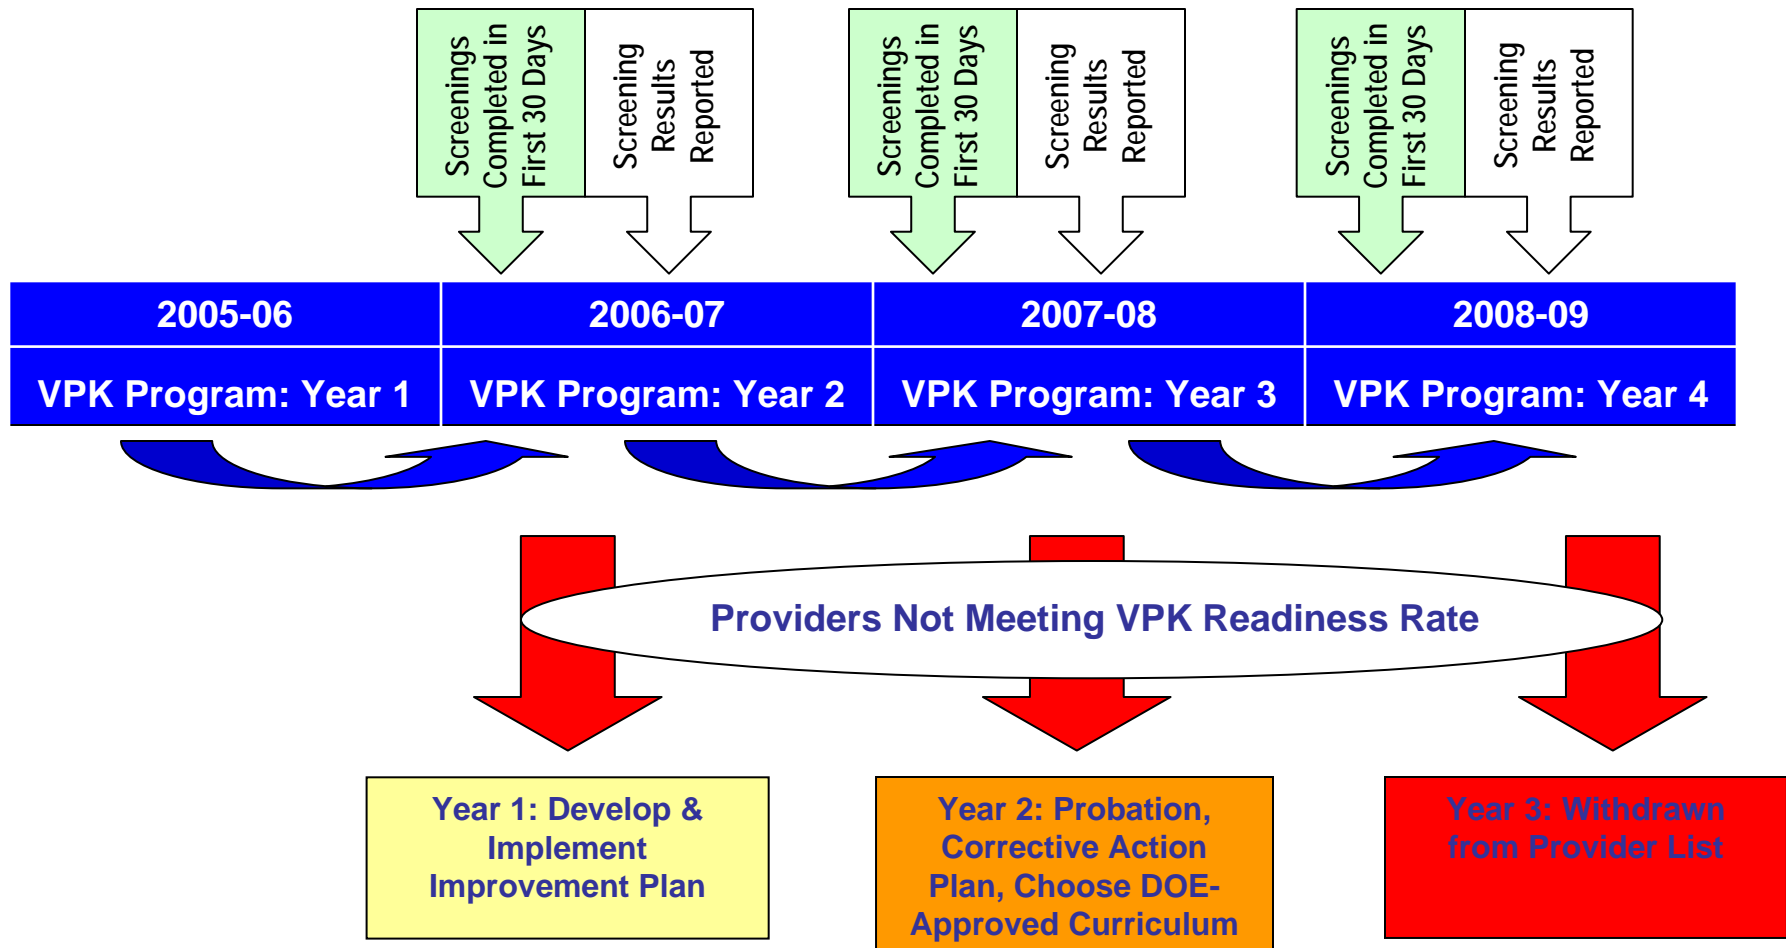 Screenings
Completed in
First 30 Days
Screening
Results
Reported
Screenings
Completed in
First 30 Days
Screening
Results
Reported
Screenings
Completed in
First 30 Days
Screening
Results
Reported
2005-06
2006-07
2007-08
2008-09
VPK Program: Year 1
VPK Program: Year 2
VPK Program: Year 3
VPK Program: Year 4
Providers Not Meeting VPK Readiness Rate
Year 1: Develop &
Implement
Improvement Plan
Year 2: Probation,
Corrective Action
Plan, Choose DOE-
Approved Curriculum
Year 3: Withdrawn
from Provider List